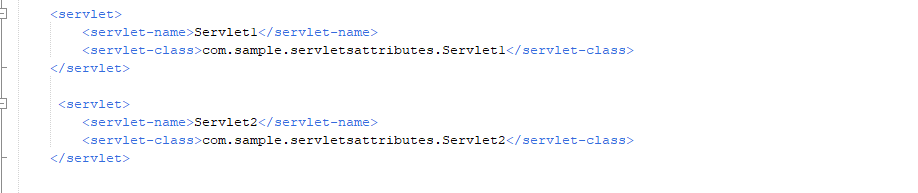 <servlet>
<servlet-name>Servlet1</servlet-name>
<servlet-class>com.sample.servletsattributes.Servlet1</servlet-class>
</servlet>
<servlet>
<servlet-name>Servlet2</servlet-name>
<servlet-class>com.sample.servletsattributes.Servlet2</servlet-class>
</servlet>